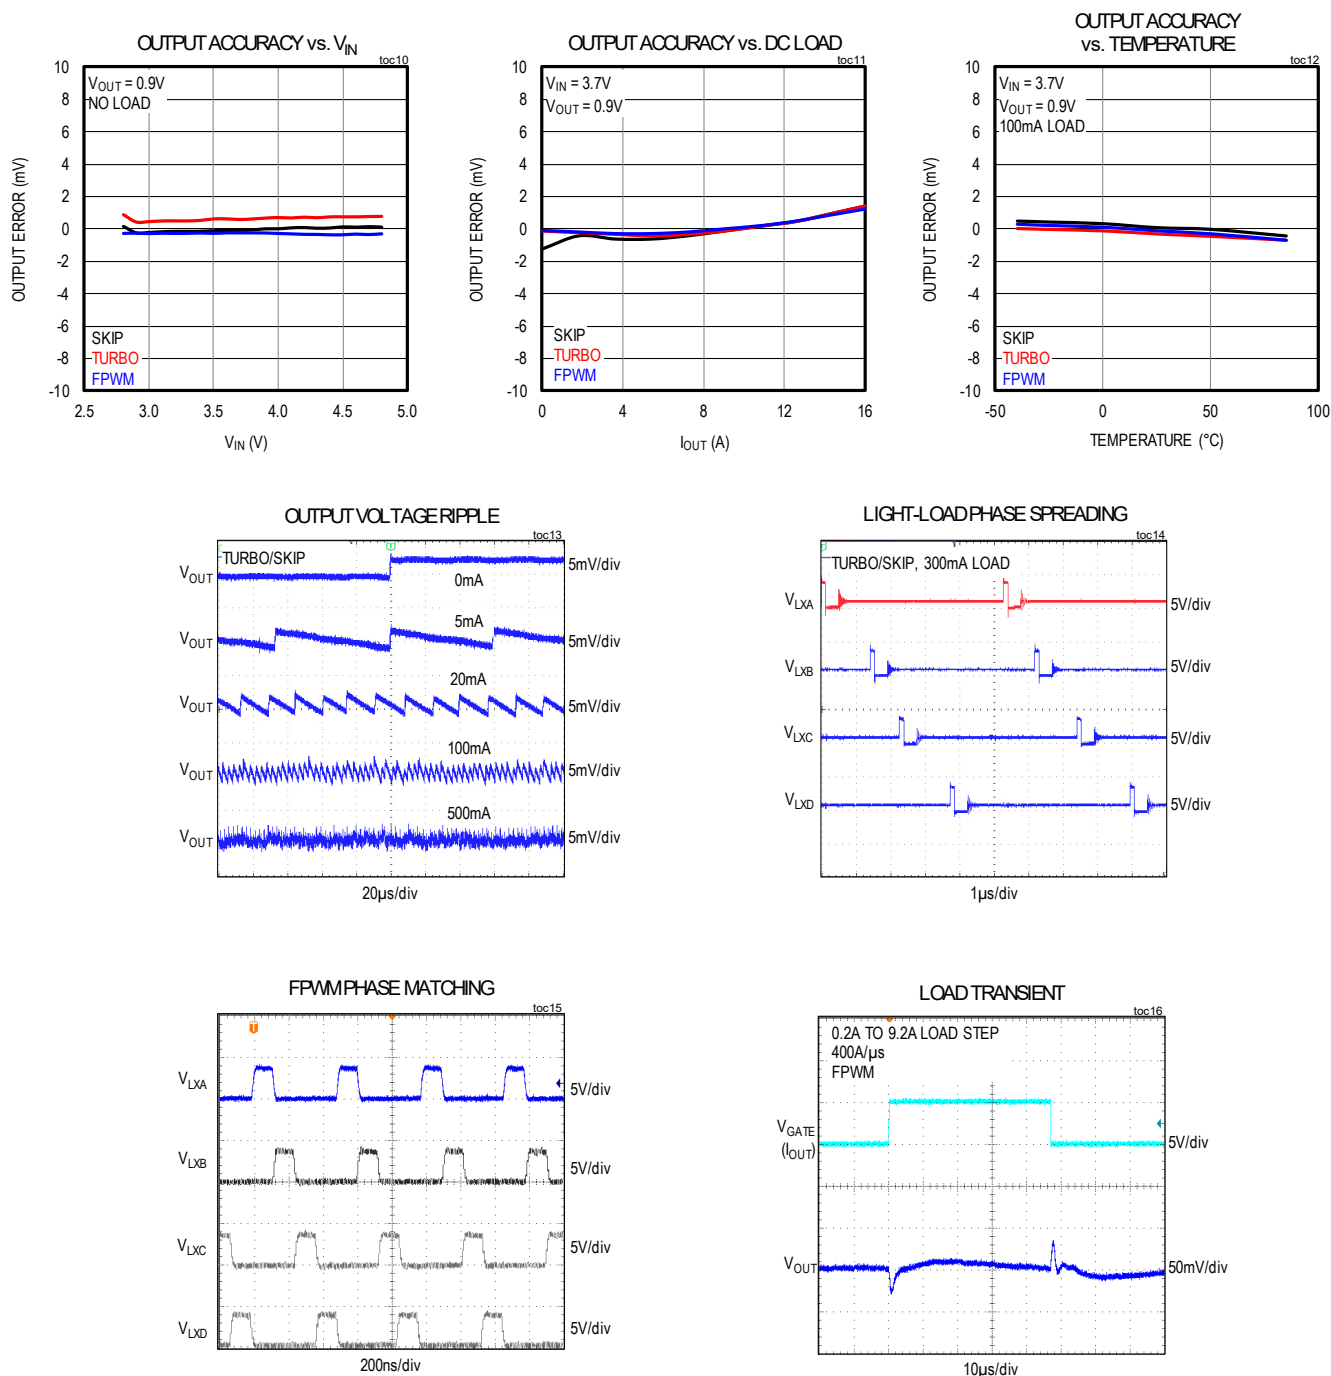 OUTPUT ACCURACY vs. VIN
toc10
VOUT = 0.9V
NO LOAD
10
8
6
4
2
0
-2
-4
-6
-8
-10
OUTPUT ERROR (mV)
SKIP
TURBO
FPWM
2.5 3.0 3.5 4.0 4.5 5.0
VIN (V)
OUTPUT ACCURACY vs. DC LOAD
toc11
VIN = 3.7V
VOUT = 0.9V
10
8
6
4
2
0
-2
-4
-6
-8
-10
OUTPUT ERROR (mV)
SKIP
TURBO
FPWM
0 4 8 12 16
IOUT (A)
OUTPUT ACCURACY
vs. TEMPERATURE
toc12
VIN = 3.7V
VOUT = 0.9V
100mA LOAD
10
8
6
4
2
0
-2
-4
-6
-8
-10
OUTPUT ERROR (mV)
SKIP
TURBO
FPWM
-50 0 50 100
TEMPERATURE (°C)
OUTPUT VOLTAGE RIPPLE
toc13
T
TURBO/SKIP
VOUT 0mA 5mV/div
VOUT 5mA 5mV/div
VOUT 20mA 5mV/div
VOUT 100mA 5mV/div
VOUT 500mA 5mV/div
20µs/div
LIGHT-LOAD PHASE SPREADING
toc14
TURBO/SKIP, 300mA LOAD
VLXA 5V/div
VLXB 5V/div
VLXC 5V/div
VLXD 5V/div
1µs/div
FPWM PHASE MATCHING
toc15
T
VLXA 5V/div
VLXB 5V/div
VLXC 5V/div
VLXD 5V/div
200ns/div
LOAD TRANSIENT
toc16
0.2A TO 9.2A LOAD STEP
400A/µs
FPWM
VGATE
(IOUT) 5V/div
VOUT 50mV/div
10µs/div